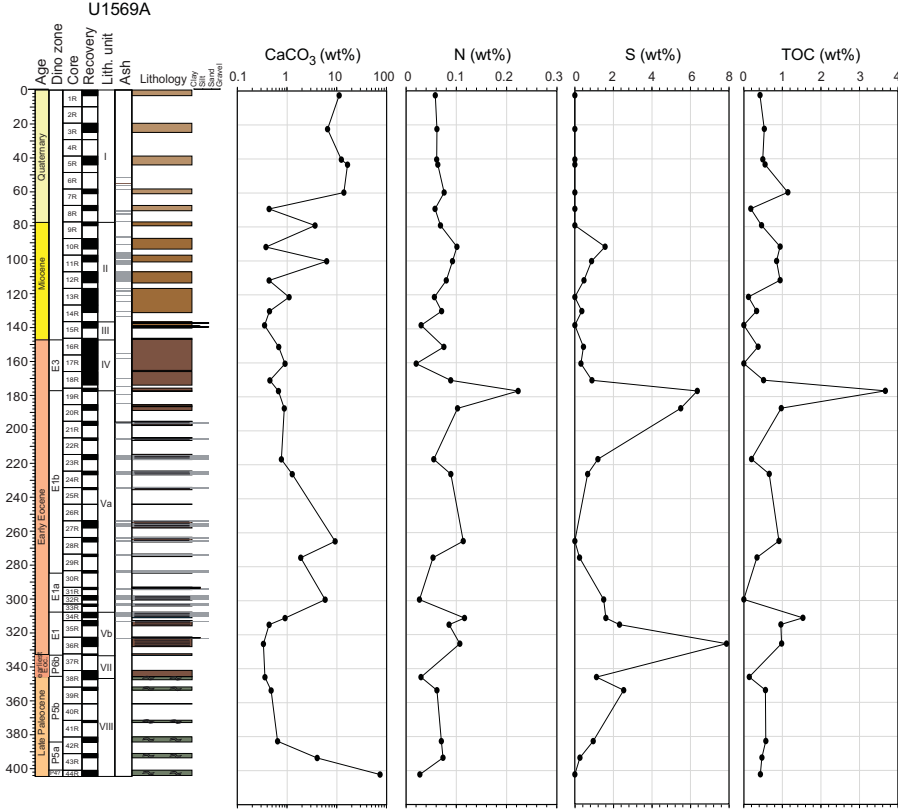 U1569A
Age
Dino zone
Core
Recovery
Lith. unit
Ash
Lithology
Clay
Silt
Sand
Gravel
CaCO3 (wt%)
N (wt%)
S (wt%)
TOC (wt%)
0.1 1 10 100
0 0.1 0.2 0.3
0 2 4 6 8
0 1 2 3 4
0
20
40
60
80
100
120
140
160
180
200
220
240
260
280
300
320
340
360
380
400
Quaternary
Miocene
Early Eocene
Late Paleocene
E3
E1b
E1a
E1
P6b
P5b
P5a
1R
2R
3R
4R
5R
6R
7R
8R
9R
10R
11R
12R
13R
14R
15R
16R
17R
18R
19R
20R
21R
22R
23R
24R
25R
26R
27R
28R
29R
30R
31R
32R
33R
34R
35R
36R
37R
38R
39R
40R
41R
42R
43R
44R
I
II
III
IV
Va
Vb
VII
VIII